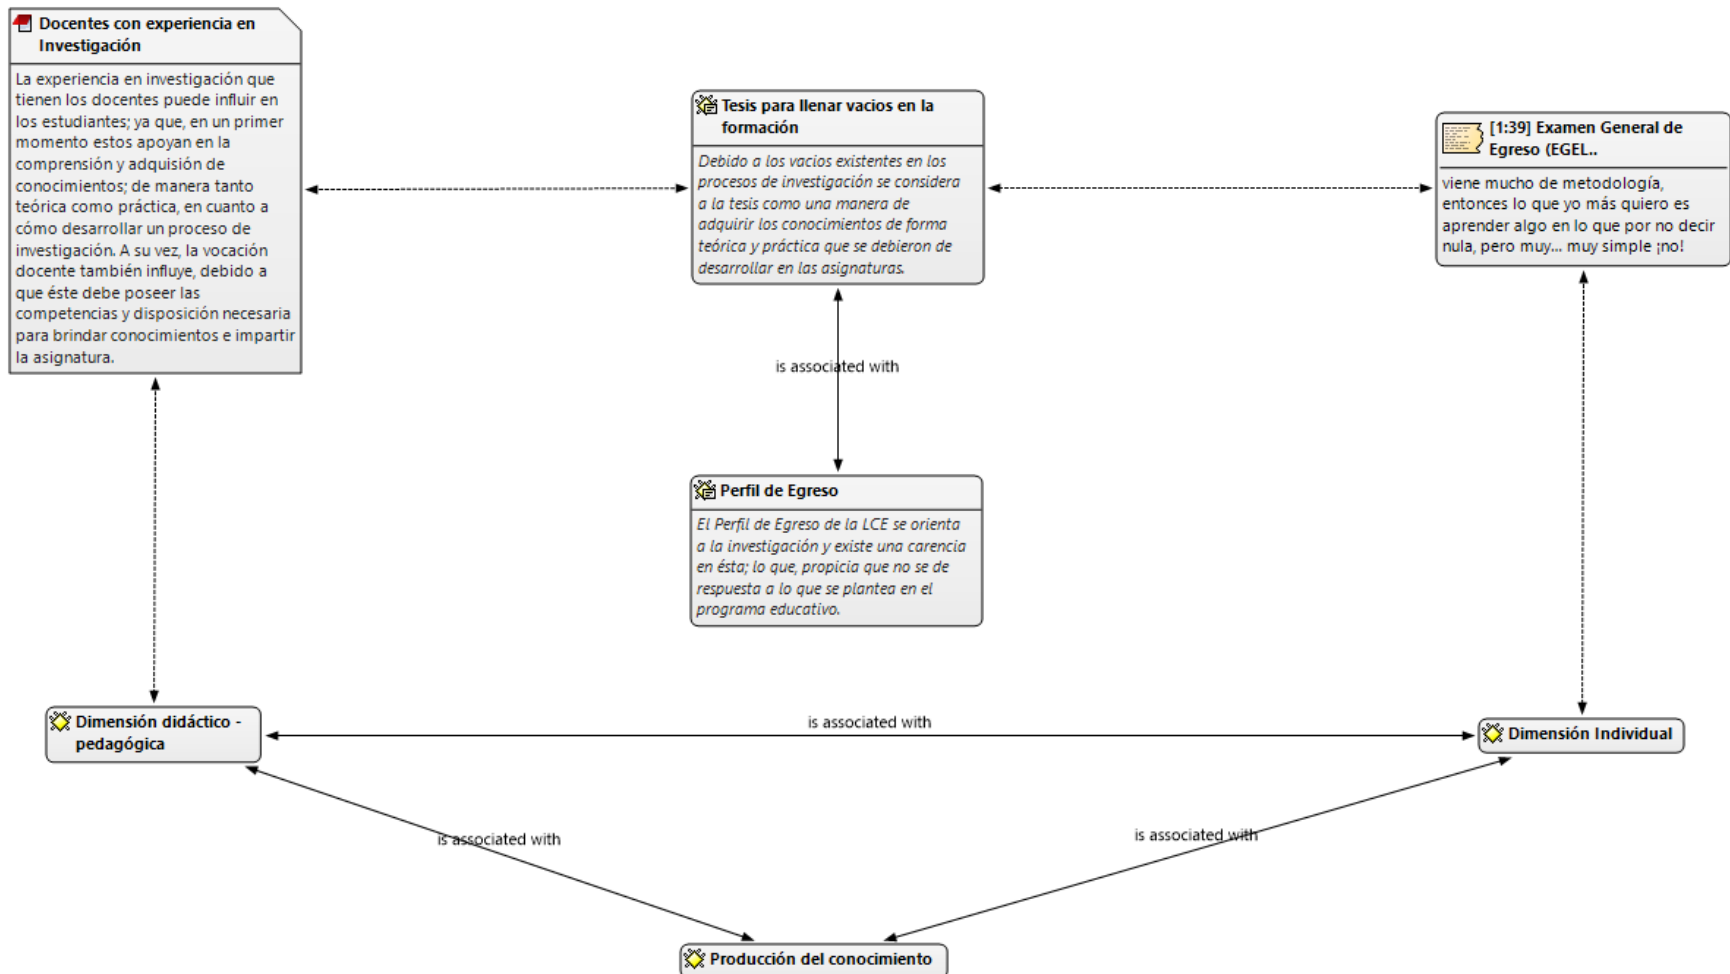 Docentes con experiencia en
Investigación
La experiencia en investigación que
tienen los docentes puede influir en
los estudiantes; ya que, en un primer
momento estos apoyan en la
comprensión y adquisión de
conocimientos; de manera tanto
teórica como práctica, en cuanto a
cómo desarrollar un proceso de
investigación. A su vez, la vocación
docente también influye, debido a
que éste debe poseer las
competencias y disposición necesaria
para brindar conocimientos e impartir
la asignatura.
Tesis para llenar vacios en la
formación
Debido a los vacios existentes en los
procesos de investigación se considera
a la tesis como una manera de
adquirir los conocimientos de forma
teórica y práctica que se debieron de
desarrollar en las asignaturas.
[1:39] Examen General de
Egreso (EGEL..
viene mucho de metodología,
entonces lo que yo más quiero es
aprender algo en lo que por no decir
nula, pero muy... muy simple ¡no!
is associated with
Perfil de Egreso
El Perfil de Egreso de la LCE se orienta
a la investigación y existe una carencia
en ésta; lo que, propicia que no se de
respuesta a lo que se plantea en el
programa educativo.
Dimensión didáctico -
pedagógica
is associated with
Dimensión Individual
is associated with
is associated with
Producción del conocimiento